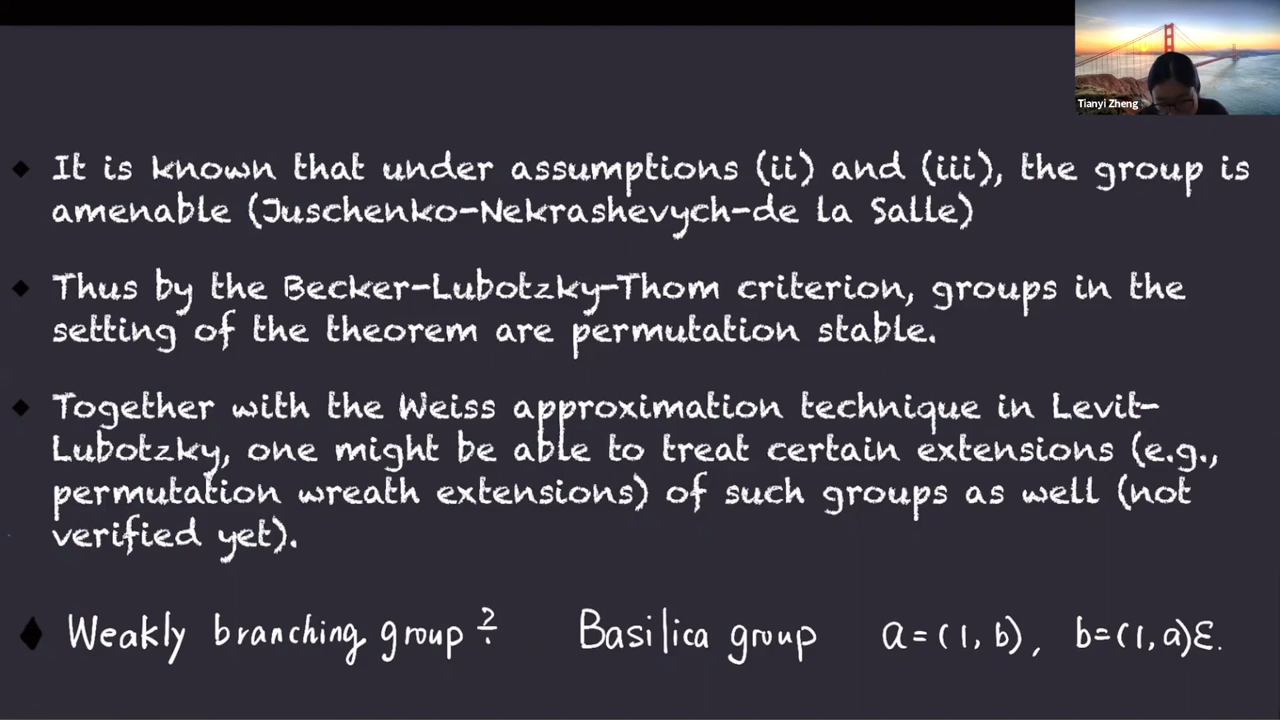 Tianyi Zheng
◆ It is known that under assumptions (ii) and (iii), the group is
amenable (Juschenko-Nekrashevych-de la Salle)
◆ Thus by the Becker-Lubotzky-Thom criterion, groups in the
setting of the theorem are permutation stable.
◆ Together with the Weiss approximation technique in Levit-
Lubotzky, one might be able to treat certain extensions (e.g.,
permutation wreath extensions) of such groups as well (not
verified yet).
◆ Weakly branching group? Basilica group a=(1, b), b=(1, a)ε.